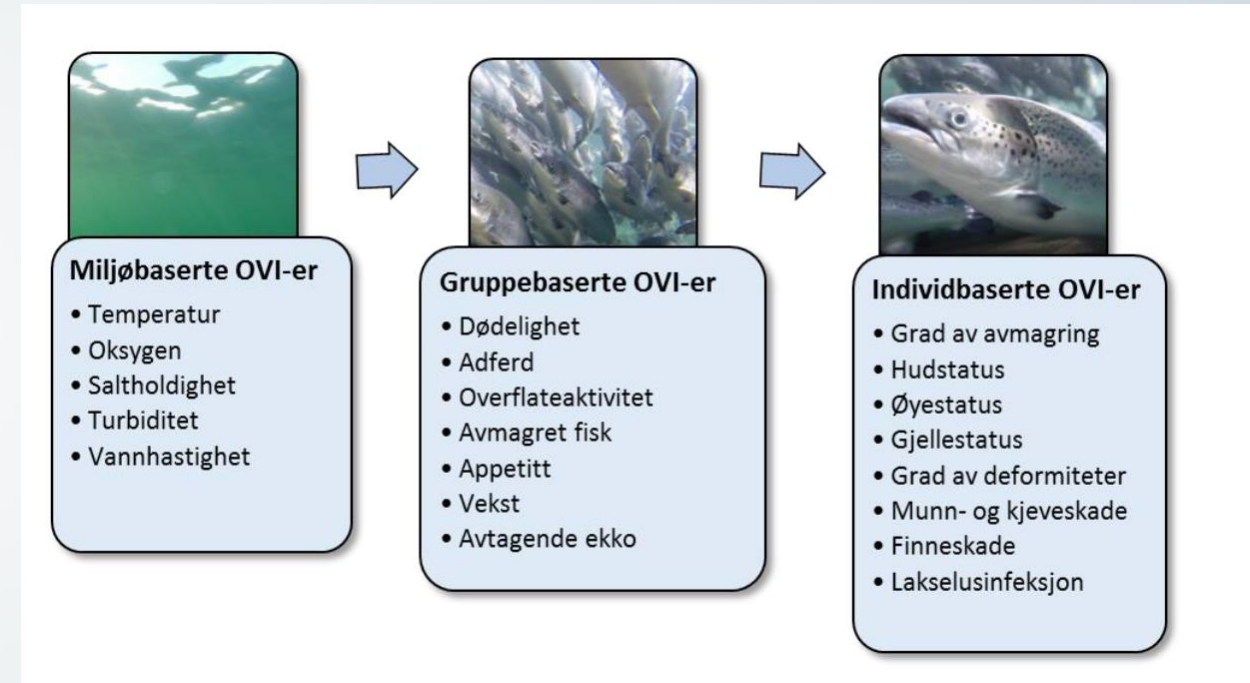 Miljøbaserte OVI-er
• Temperatur
• Oksygen
• Saltholdighet
• Turbiditet
• Vannhastighet
Gruppebaserte OVI-er
• Dødelighet
• Adferd
• Overflateaktivitet
• Avmagret fisk
• Appetitt
• Vekst
• Avtagende ekko
Individbaserte OVI-er
• Grad av avmagring
• Hudstatus
• Øyestatus
• Gjellestatus
• Grad av deformiteter
• Munn- og kjeveskade
• Finneskade
• Lakselusinfeksjon